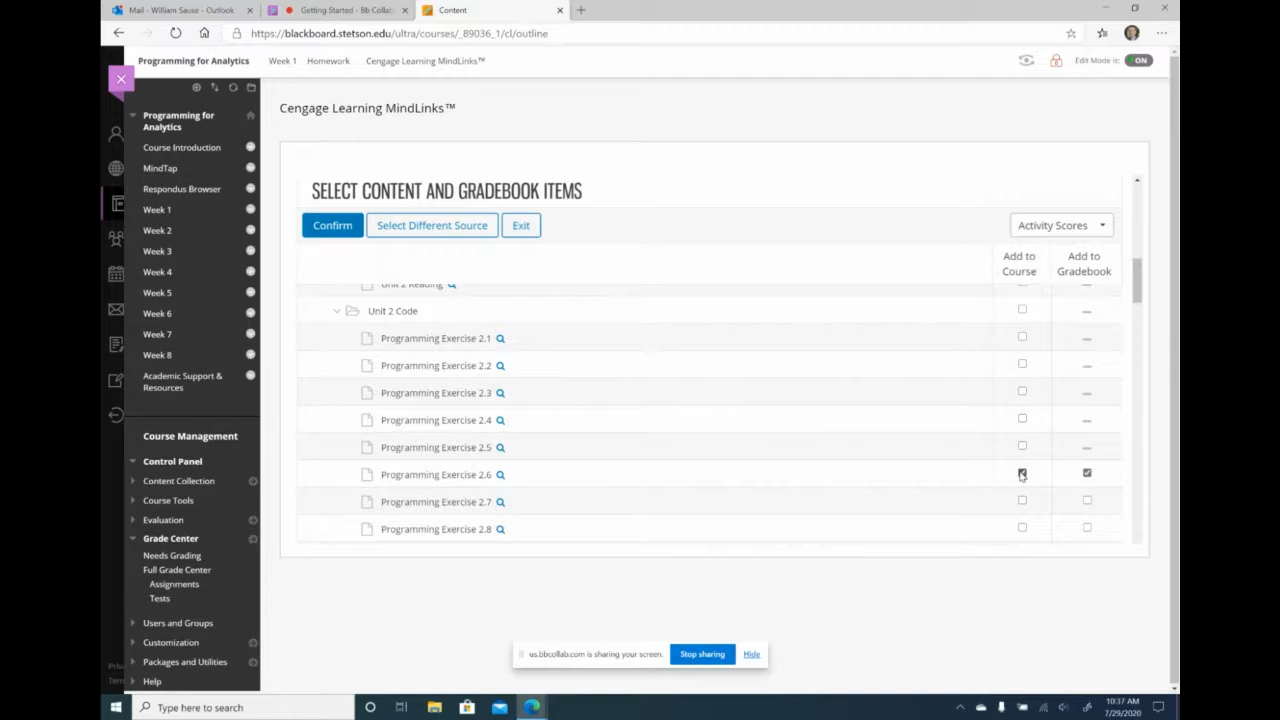 Mail - William Sause - Outlook
Getting Started - Bb Collab
Content
https://blackboard.stetson.edu/ultra/courses/_89036_1/cl/outline
Programming for Analytics
Week 1
Homework
Cengage Learning MindLinks™
Edit Mode is:
ON
Programming for
Analytics
Course Introduction
MindTap
Respondus Browser
Week 1
Week 2
Week 3
Week 4
Week 5
Week 6
Week 7
Week 8
Academic Support &
Resources
Course Management
Control Panel
Content Collection
Course Tools
Evaluation
Grade Center
Needs Grading
Full Grade Center
Assignments
Tests
Users and Groups
Customization
Packages and Utilities
Help
Priv
Term
Cengage Learning MindLinks™
SELECT CONTENT AND GRADEBOOK ITEMS
Confirm
Select Different Source
Exit
Activity Scores
Add to
Course
Add to
Gradebook
Unit 2 Reading
Unit 2 Code
Programming Exercise 2.1
Programming Exercise 2.2
Programming Exercise 2.3
Programming Exercise 2.4
Programming Exercise 2.5
Programming Exercise 2.6
Programming Exercise 2.7
Programming Exercise 2.8
us.bbcollab.com is sharing your screen.
Stop sharing
Hide
Type here to search
10:37 AM
7/29/2020